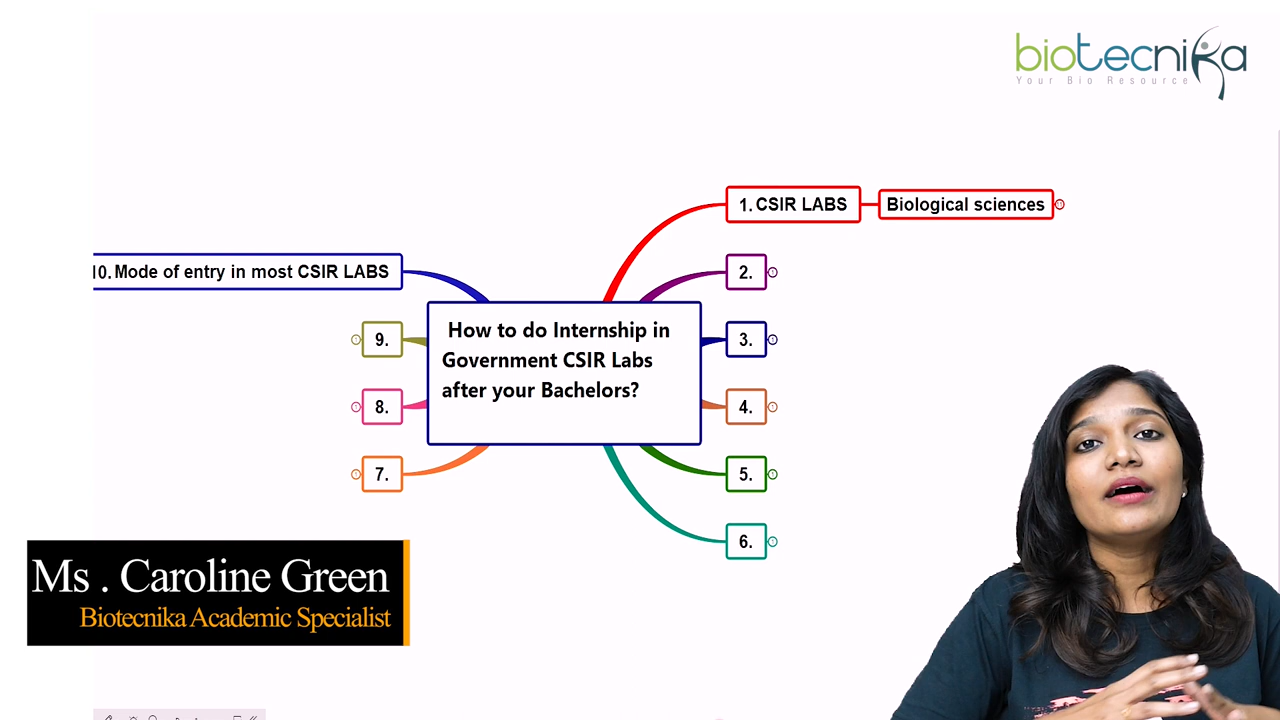 biotecnika
Your Bio Resource
1. CSIR LABS
Biological sciences
10. Mode of entry in most CSIR LABS
2.
How to do Internship in
Government CSIR Labs
after your Bachelors?
9.
3.
8.
4.
7.
5.
6.
Ms . Caroline Green
Biotecnika Academic Specialist